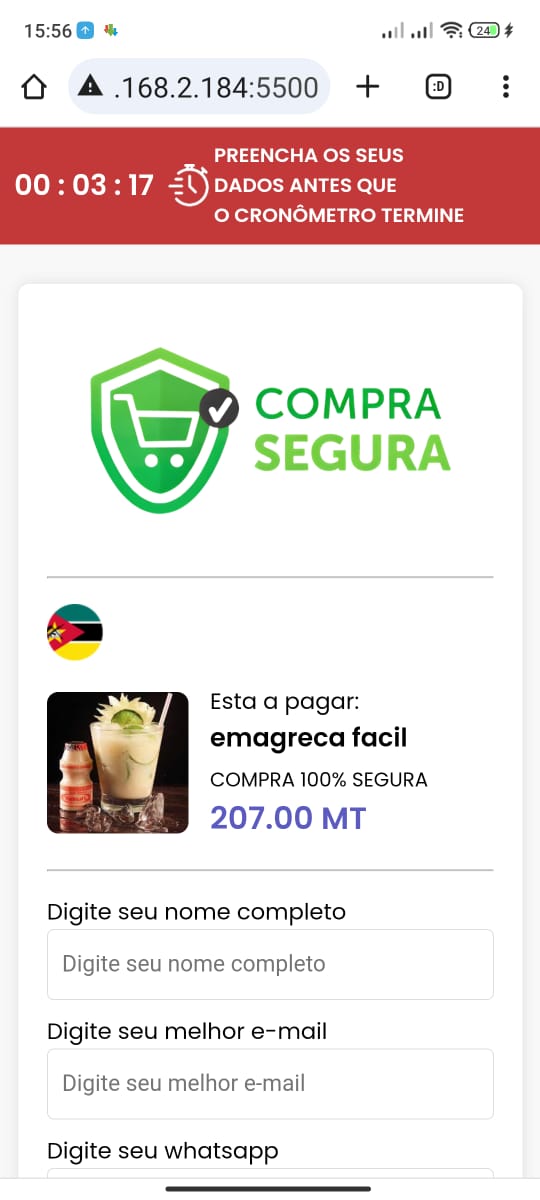 15:56
24
.168.2.184:5500
:D
00 : 03 : 17
PREENCHA OS SEUS
DADOS ANTES QUE
O CRONÔMETRO TERMINE
COMPRA
SEGURA
Esta a pagar:
emagreca facil
COMPRA 100% SEGURA
207.00 MT
Digite seu nome completo
Digite seu nome completo
Digite seu melhor e-mail
Digite seu melhor e-mail
Digite seu whatsapp